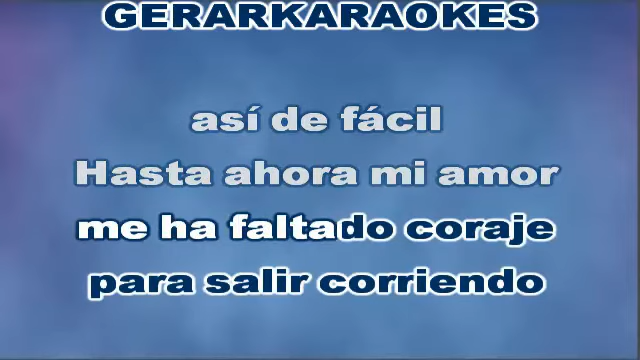 GERARKARAOKES
así de fácil
Hasta ahora mi amor
me ha faltado coraje
para salir corriendo